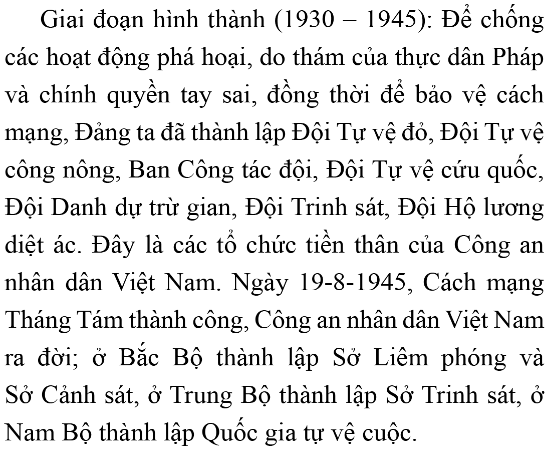 Giai đoạn hình thành (1930 – 1945): Để chống
các hoạt động phá hoại, do thám của thực dân Pháp
và chính quyền tay sai, đồng thời để bảo vệ cách
mạng, Đảng ta đã thành lập Đội Tự vệ đỏ, Đội Tự vệ
công nông, Ban Công tác đội, Đội Tự vệ cứu quốc,
Đội Danh dự trừ gian, Đội Trinh sát, Đội Hộ lương
diệt ác. Đây là các tổ chức tiền thân của Công an
nhân dân Việt Nam. Ngày 19-8-1945, Cách mạng
Tháng Tám thành công, Công an nhân dân Việt Nam
ra đời; ở Bắc Bộ thành lập Sở Liêm phóng và
Sở Cảnh sát, ở Trung Bộ thành lập Sở Trinh sát, ở
Nam Bộ thành lập Quốc gia tự vệ cuộc.